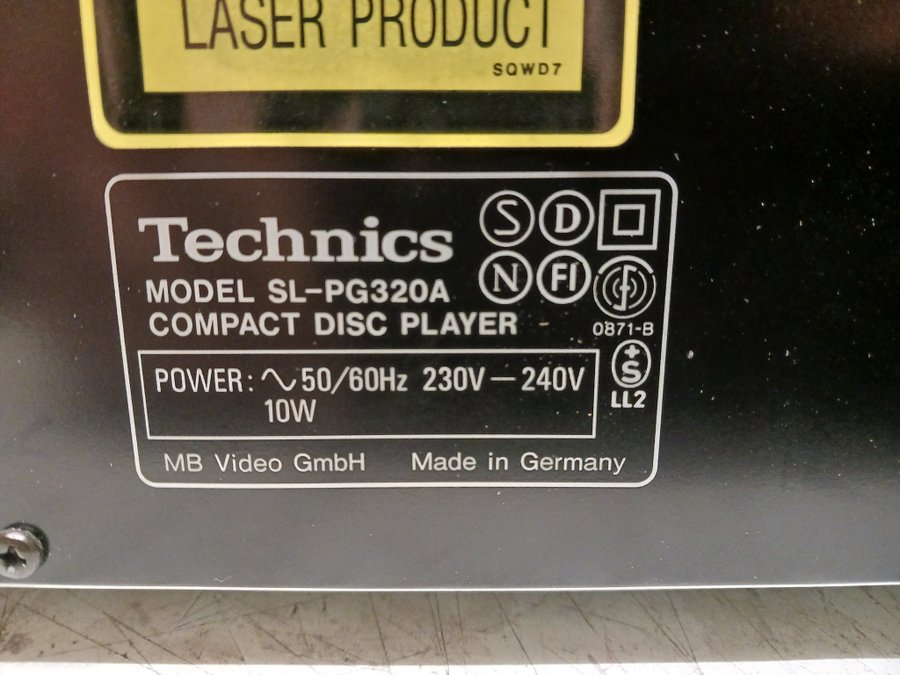 LASER PRODUCT
SQWD7
Technics
S D
MODEL SL-PG320A
N FI
COMPACT DISC PLAYER
0871-B
+S
LL2
POWER: ∿ 50/60Hz 230V — 240V
10W
MB Video GmbH Made in Germany